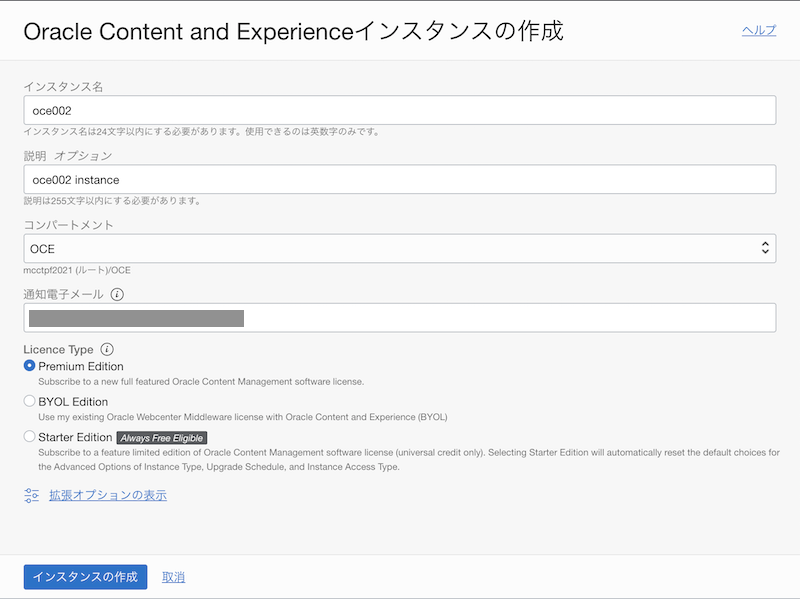 Oracle Content and Experienceインスタンスの作成
ヘルプ
インスタンス名
oce002
インスタンス名は24文字以内にする必要があります。使用できるのは英数字のみです。
説明 オプション
oce002 instance
説明は255文字以内にする必要があります。
コンパートメント
OCE
mcctpf2021 (ルート)/OCE
通知電子メール
Licence Type
Premium Edition
Subscribe to a new full featured Oracle Content Management software license.
BYOL Edition
Use my existing Oracle Webcenter Middleware license with Oracle Content and Experience (BYOL)
Starter Edition Always Free Eligible
Subscribe to a feature limited edition of Oracle Content Management software license (universal credit only). Selecting Starter Edition will automatically reset the default choices for
the Advanced Options of Instance Type, Upgrade Schedule, and Instance Access Type.
拡張オプションの表示
インスタンスの作成
取消